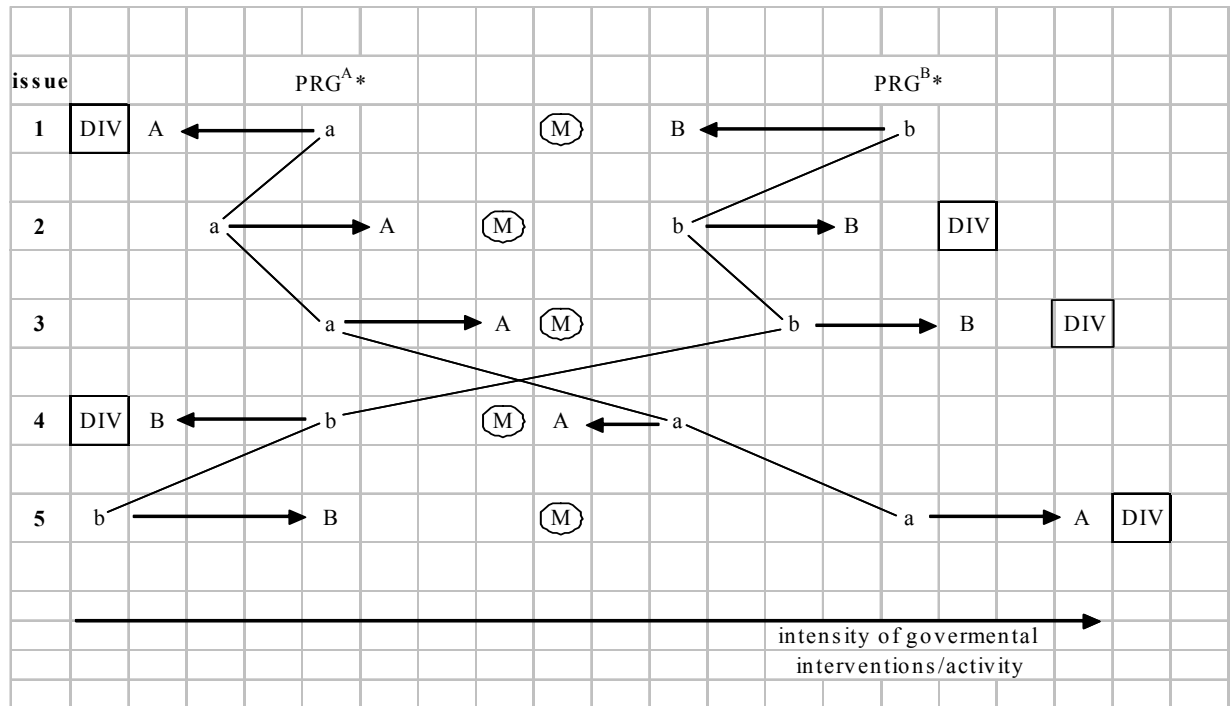 issue PRG^A* PRG^B*
1 DIV A a M B b
2 a A M b B DIV
3 a A M b B DIV
4 DIV B b M A a
5 b B M a A DIV
intensity of govermental
interventions/activity